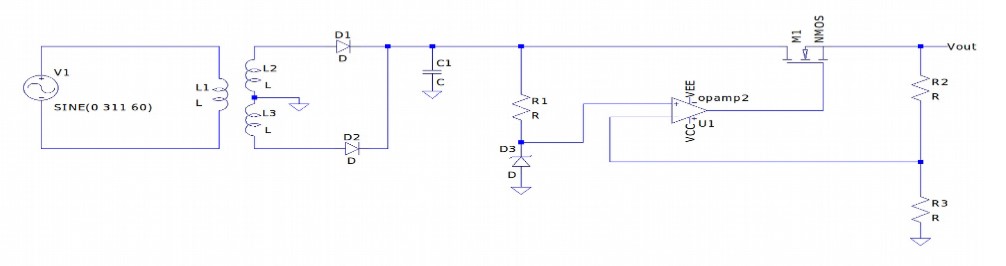 V1
SINE(0 311 60)
L1
L
L2
L
L3
L
D1
D
D2
D
C1
C
R1
R
D3
D
VEE
opamp2
VCC
U1
M1
NMOS
Vout
R2
R
R3
R